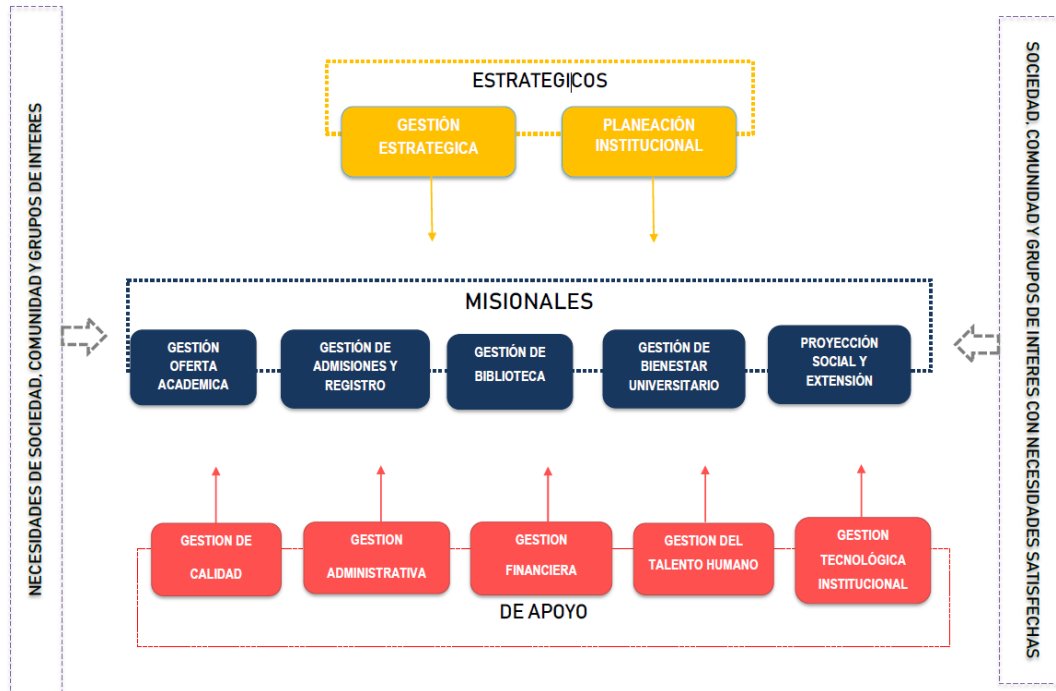 NECESIDADES DE SOCIEDAD, COMUNIDAD Y GRUPOS DE INTERES
ESTRATEGICOS
GESTIÓN
ESTRATEGICA
PLANEACIÓN
INSTITUCIONAL
MISIONALES
GESTIÓN
OFERTA
ACADEMICA
GESTIÓN DE
ADMISIONES Y
REGISTRO
GESTIÓN DE
BIBLIOTECA
GESTIÓN DE
BIENESTAR
UNIVERSITARIO
PROYECCIÓN
SOCIAL Y
EXTENSIÓN
GESTION DE
CALIDAD
GESTION
ADMINISTRATIVA
GESTION
FINANCIERA
GESTION DEL
TALENTO HUMANO
GESTION
TECNOLÓGICA
INSTITUCIONAL
DE APOYO
SOCIEDAD, COMUNIDAD Y GRUPOS DE INTERES CON NECESIDADES SATISFECHAS